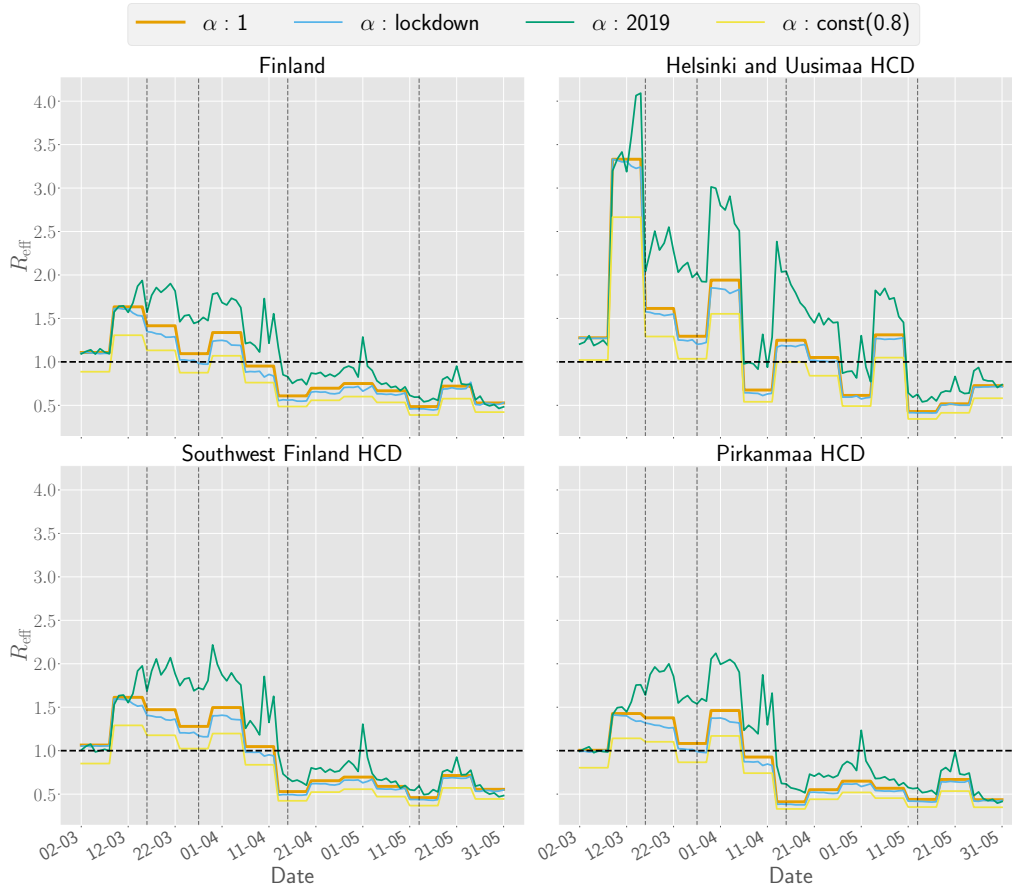 α : 1 α : lockdown α : 2019 α : const(0.8)
Finland Helsinki and Uusimaa HCD
4.0
3.5
3.0
2.5
2.0
1.5
1.0
0.5
R_eff
Southwest Finland HCD Pirkanmaa HCD
4.0
3.5
3.0
2.5
2.0
1.5
1.0
0.5
R_eff
02-03 12-03 22-03 01-04 11-04 21-04 01-05 11-05 21-05 31-05 02-03 12-03 22-03 01-04 11-04 21-04 01-05 11-05 21-05 31-05
Date Date